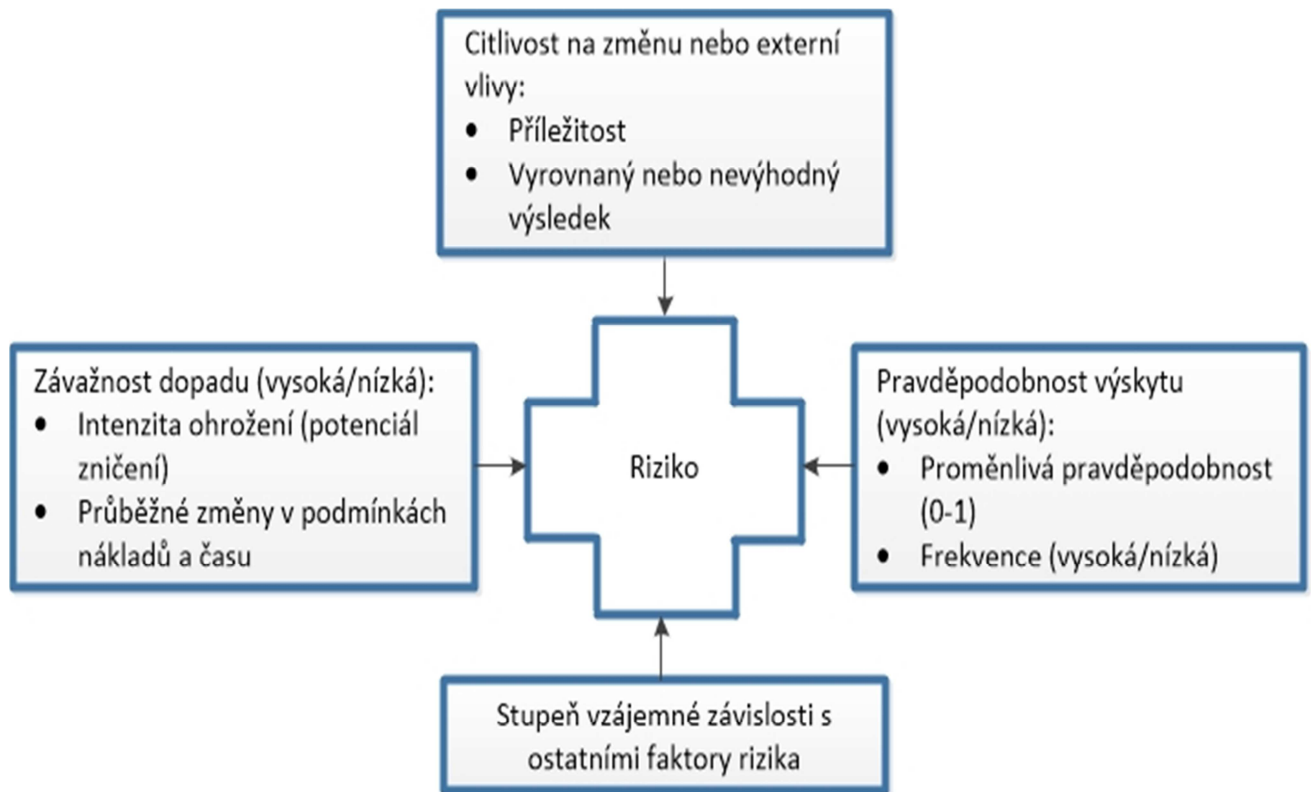 Citlivost na změnu nebo externí
vlivy:
• Příležitost
• Vyrovnaný nebo nevýhodný
výsledek
Závažnost dopadu (vysoká/nízká):
• Intenzita ohrožení (potenciál
zničení)
• Průběžné změny v podmínkách
nákladů a času
Riziko
Pravděpodobnost výskytu
(vysoká/nízká):
• Proměnlivá pravděpodobnost
(0-1)
• Frekvence (vysoká/nízká)
Stupeň vzájemné závislosti s
ostatními faktory rizika